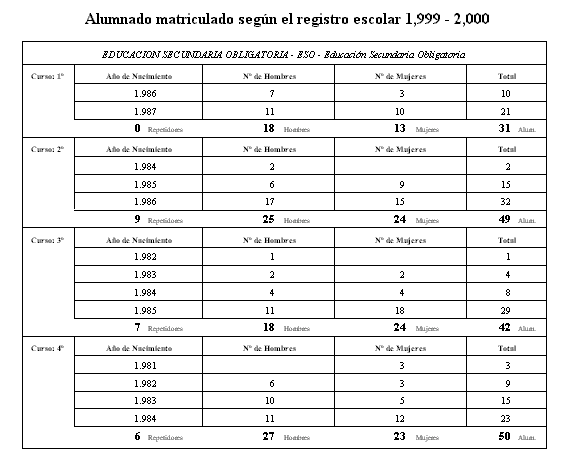 Alumnado matriculado según el registro escolar 1,999 - 2,000
EDUCACION SECUNDARIA OBLIGATORIA - ESO - Educación Secundaria Obligatoria
Curso: 1º Año de Nacimiento Nº de Hombres Nº de Mujeres Total
1.986 7 3 10
1.987 11 10 21
0 Repetidores 18 Hombres 13 Mujeres 31 Alum.
Curso: 2º Año de Nacimiento Nº de Hombres Nº de Mujeres Total
1.984 2 2
1.985 6 9 15
1.986 17 15 32
9 Repetidores 25 Hombres 24 Mujeres 49 Alum.
Curso: 3º Año de Nacimiento Nº de Hombres Nº de Mujeres Total
1.982 1 1
1.983 2 2 4
1.984 4 4 8
1.985 11 18 29
7 Repetidores 18 Hombres 24 Mujeres 42 Alum.
Curso: 4º Año de Nacimiento Nº de Hombres Nº de Mujeres Total
1.981 3 3
1.982 6 3 9
1.983 10 5 15
1.984 11 12 23
6 Repetidores 27 Hombres 23 Mujeres 50 Alum.